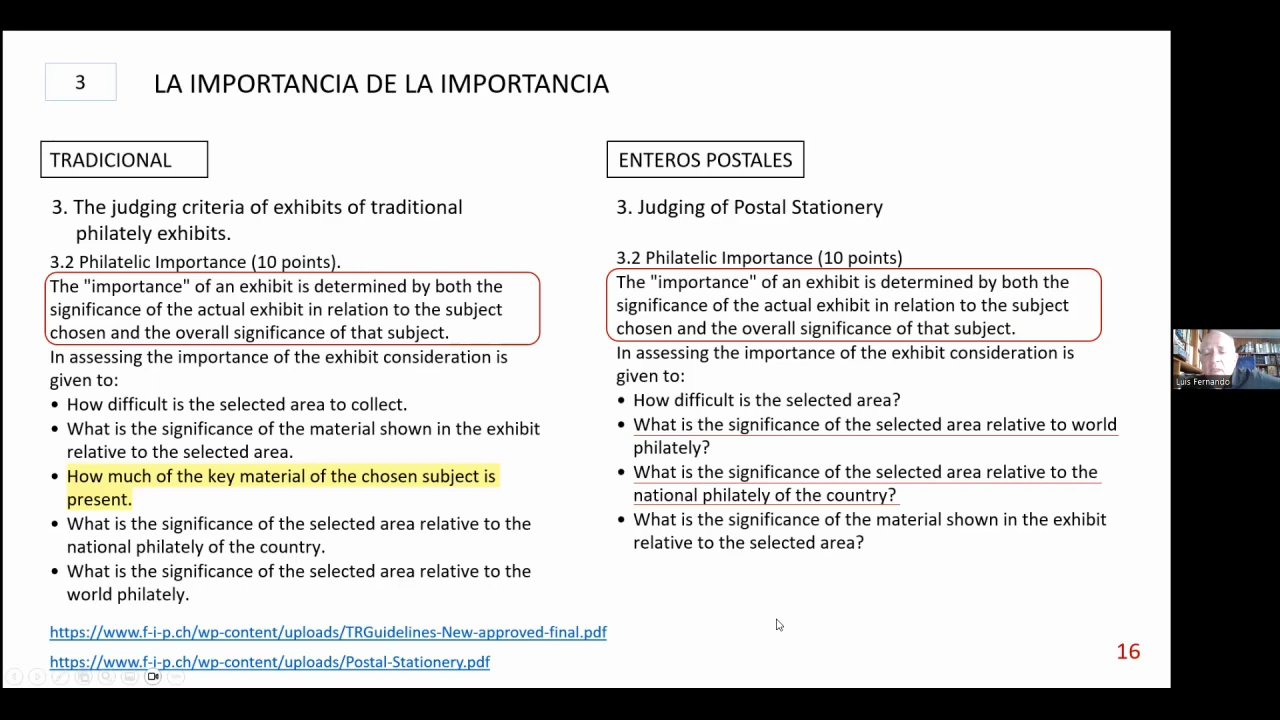 3
LA IMPORTANCIA DE LA IMPORTANCIA
TRADICIONAL
3. The judging criteria of exhibits of traditional
philately exhibits.
3.2 Philatelic Importance (10 points).
The "importance" of an exhibit is determined by both the
significance of the actual exhibit in relation to the subject
chosen and the overall significance of that subject.
In assessing the importance of the exhibit consideration is
given to:
• How difficult is the selected area to collect.
• What is the significance of the material shown in the exhibit
relative to the selected area.
• How much of the key material of the chosen subject is
present.
• What is the significance of the selected area relative to the
national philately of the country.
• What is the significance of the selected area relative to the
world philately.
https://www.f-i-p.ch/wp-content/uploads/TRGuidelines-New-approved-final.pdf
https://www.f-i-p.ch/wp-content/uploads/Postal-Stationery.pdf
ENTEROS POSTALES
3. Judging of Postal Stationery
3.2 Philatelic Importance (10 points)
The "importance" of an exhibit is determined by both the
significance of the actual exhibit in relation to the subject
chosen and the overall significance of that subject.
In assessing the importance of the exhibit consideration is
given to:
• How difficult is the selected area?
• What is the significance of the selected area relative to world
philately?
• What is the significance of the selected area relative to the
national philately of the country?
• What is the significance of the material shown in the exhibit
relative to the selected area?
16
Luis Fernando